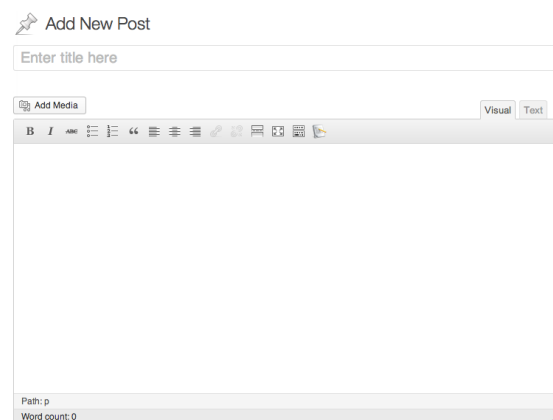 Add New Post
Enter title here
Add Media
Visual Text
B I ABC
Path: p
Word count: 0